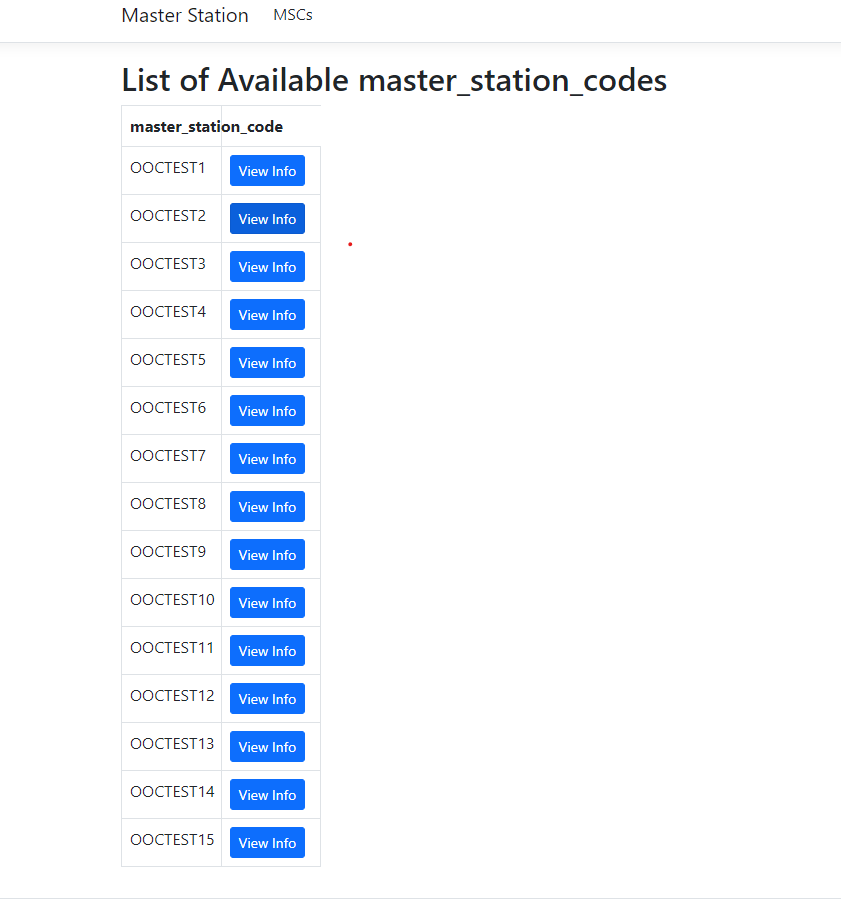 Master Station MSCs
List of Available master_station_codes
master_station_code
OOCTEST1 View Info
OOCTEST2 View Info
OOCTEST3 View Info
OOCTEST4 View Info
OOCTEST5 View Info
OOCTEST6 View Info
OOCTEST7 View Info
OOCTEST8 View Info
OOCTEST9 View Info
OOCTEST10 View Info
OOCTEST11 View Info
OOCTEST12 View Info
OOCTEST13 View Info
OOCTEST14 View Info
OOCTEST15 View Info